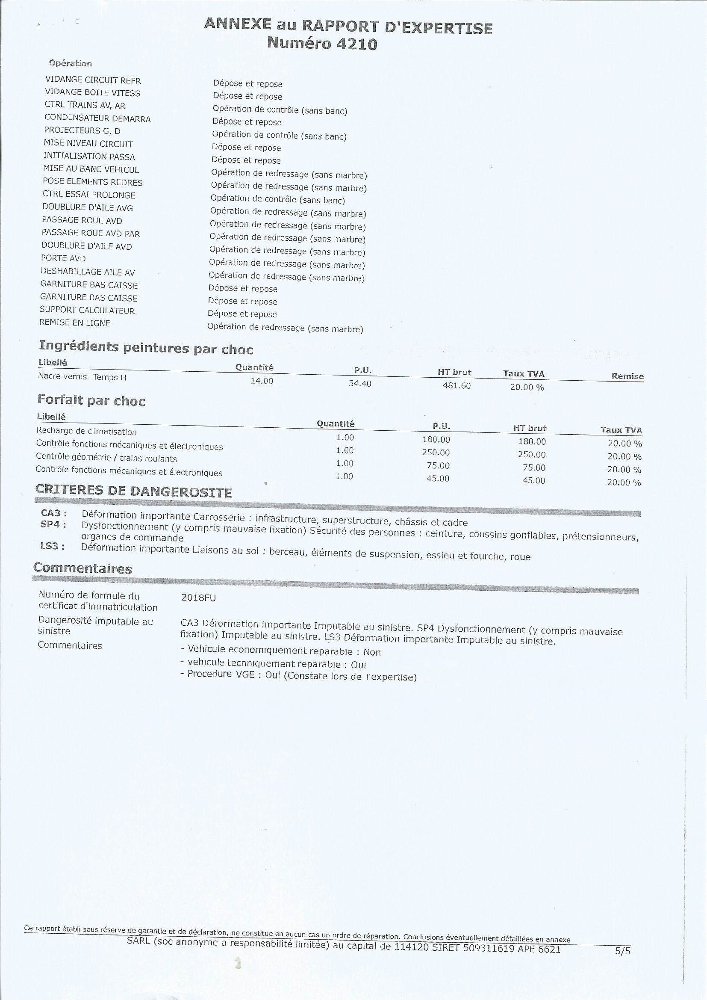 ANNEXE au RAPPORT D'EXPERTISE
Numéro 4210
Opération
VIDANGE CIRCUIT REFR Dépose et repose
VIDANGE BOITE VITESS Dépose et repose
CTRL TRAINS AV, AR Opération de contrôle (sans banc)
CONDENSATEUR DEMARRA Dépose et repose
PROJECTEURS G, D Opération de contrôle (sans banc)
MISE NIVEAU CIRCUIT Dépose et repose
INITIALISATION PASSA Dépose et repose
MISE AU BANC VEHICUL Opération de redressage (sans marbre)
POSE ELEMENTS REDRES Opération de redressage (sans marbre)
CTRL ESSAI PROLONGE Opération de contrôle (sans banc)
DOUBLURE D'AILE AVG Opération de redressage (sans marbre)
PASSAGE ROUE AVD Opération de redressage (sans marbre)
PASSAGE ROUE AVD PAR Opération de redressage (sans marbre)
DOUBLURE D'AILE AVD Opération de redressage (sans marbre)
PORTE AVD Opération de redressage (sans marbre)
DESHABILLAGE AILE AV Opération de redressage (sans marbre)
GARNITURE BAS CAISSE Dépose et repose
GARNITURE BAS CAISSE Dépose et repose
SUPPORT CALCULATEUR Dépose et repose
REMISE EN LIGNE Opération de redressage (sans marbre)
Ingrédients peintures par choc
Libellé Quantité P.U. HT brut Taux TVA Remise
Nacre vernis Temps H 14.00 34.40 481.60 20.00 %
Forfait par choc
Libellé Quantité P.U. HT brut Taux TVA
Recharge de climatisation 1.00 180.00 180.00 20.00 %
Contrôle fonctions mécaniques et électroniques 1.00 250.00 250.00 20.00 %
Contrôle géométrie / trains roulants 1.00 75.00 75.00 20.00 %
Contrôle fonctions mécaniques et électroniques 1.00 45.00 45.00 20.00 %
CRITERES DE DANGEROSITE
CA3 : Déformation importante Carrosserie : infrastructure, superstructure, châssis et cadre
SP4 : Dysfonctionnement (y compris mauvaise fixation) Sécurité des personnes : ceinture, coussins gonflables, prétensionneurs,
organes de commande
LS3 : Déformation importante Liaisons au sol : berceau, éléments de suspension, essieu et fourche, roue
Commentaires
Numéro de formule du 2018FU
certificat d'immatriculation
Dangerosité imputable au CA3 Déformation importante Imputable au sinistre. SP4 Dysfonctionnement (y compris mauvaise
sinistre fixation) Imputable au sinistre. LS3 Déformation importante Imputable au sinistre.
Commentaires - Vehicule economiquement reparable : Non
- vehicule techniquement reparable : Oui
- Procedure VGE : Oui (Constate lors de l'expertise)
Ce rapport établi sous réserve de garantie et de déclaration, ne constitue en aucun cas un ordre de réparation. Conclusions éventuellement détaillées en annexe
SARL (soc anonyme a responsabilité limitée) au capital de 114120 SIRET 509311619 APE 6621 5/5